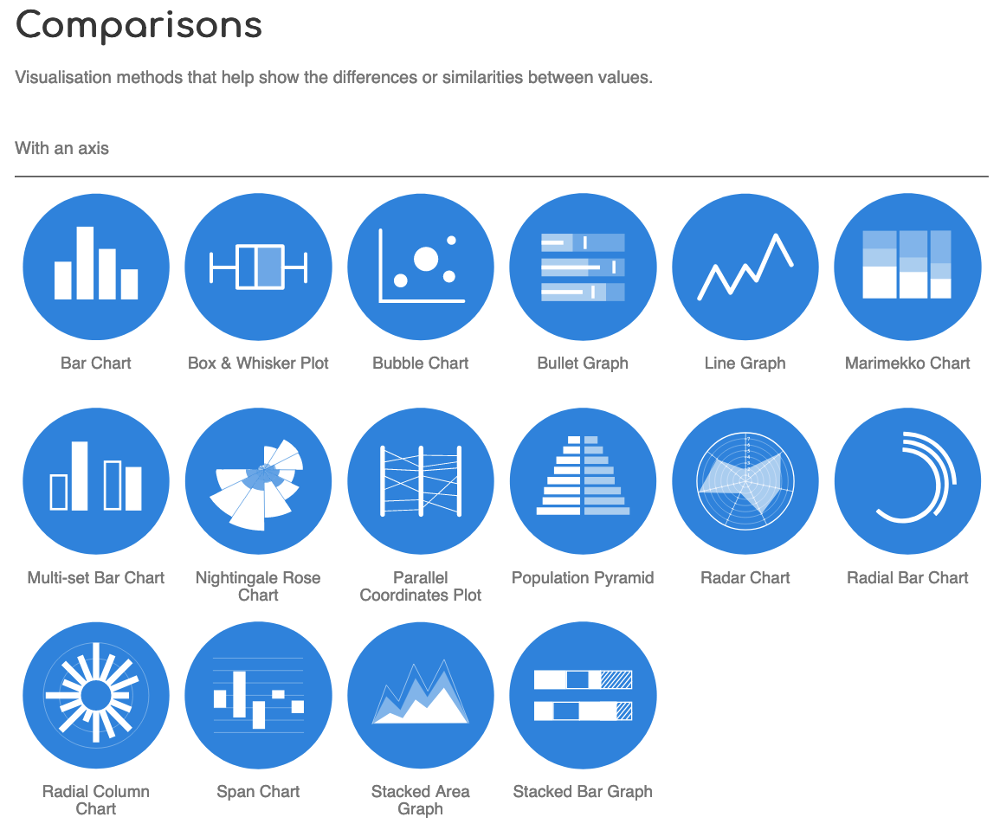 Comparisons
Visualisation methods that help show the differences or similarities between values.
With an axis
Bar Chart
Box & Whisker Plot
Bubble Chart
Bullet Graph
Line Graph
Marimekko Chart
Multi-set Bar Chart
Nightingale Rose
Chart
Parallel
Coordinates Plot
Population Pyramid
Radar Chart
Radial Bar Chart
Radial Column
Chart
Span Chart
Stacked Area
Graph
Stacked Bar Graph